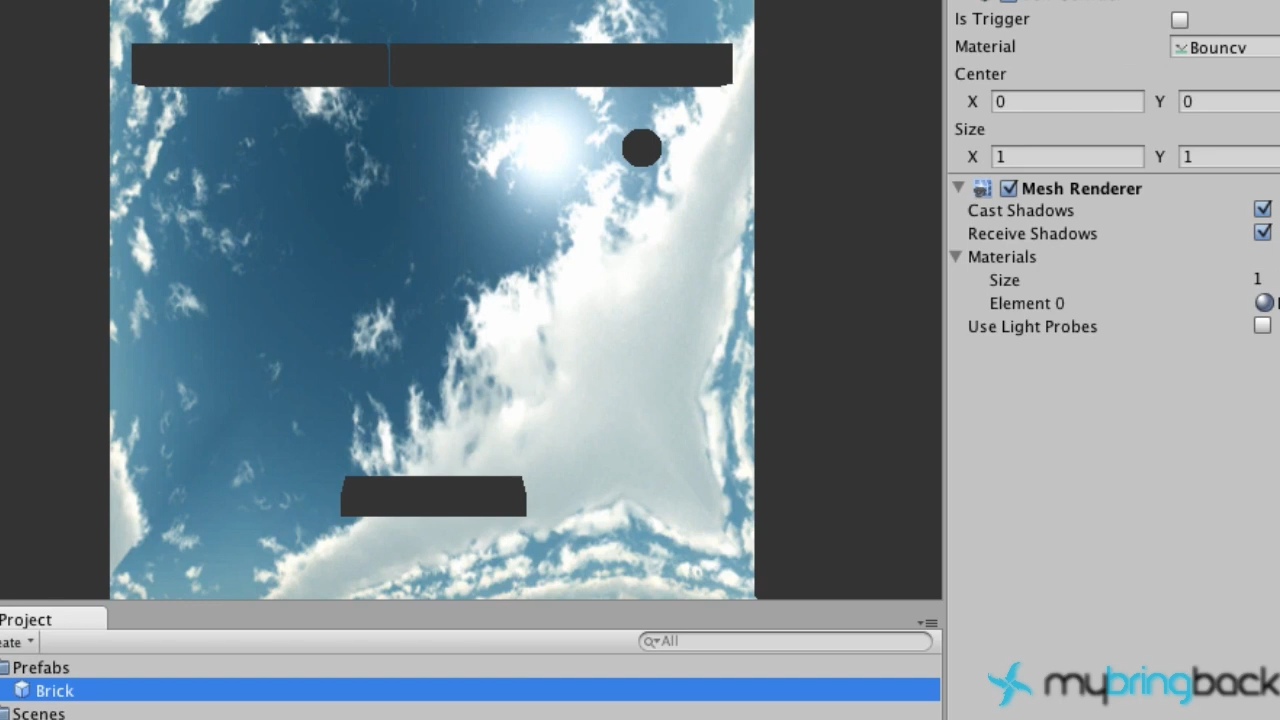 Is Trigger
Material
Bouncy
Center
X 0 Y 0
Size
X 1 Y 1
Mesh Renderer
Cast Shadows
Receive Shadows
Materials
Size 1
Element 0
Use Light Probes
Project
eate
All
Prefabs
Brick
Scenes
mybringback